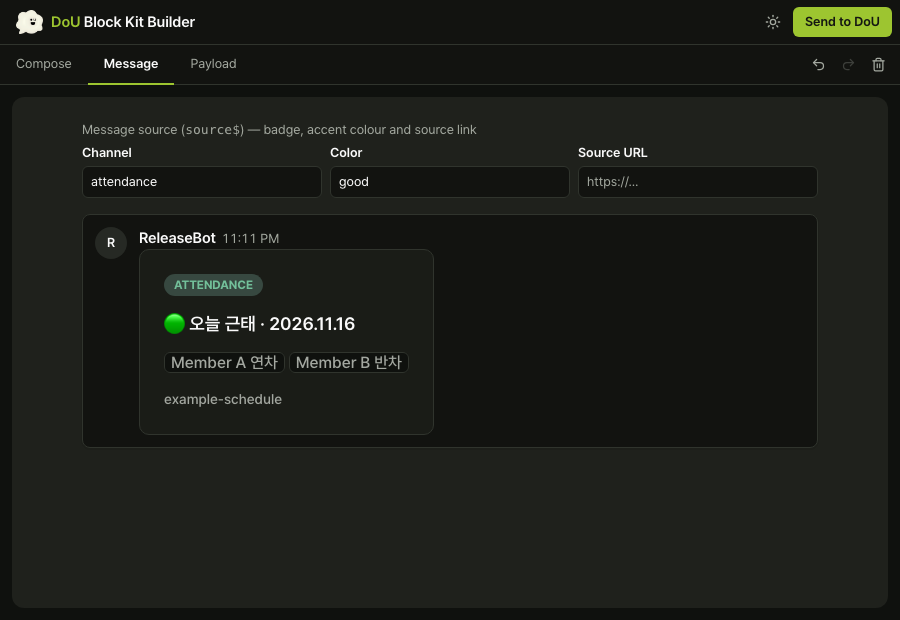 DoU Block Kit Builder
Send to DoU
Compose
Message
Payload
Message source (source$) — badge, accent colour and source link
Channel
Color
Source URL
attendance
good
https://...
R
ReleaseBot 11:11 PM
ATTENDANCE
오늘 근태 · 2026.11.16
Member A 연차 Member B 반차
example-schedule